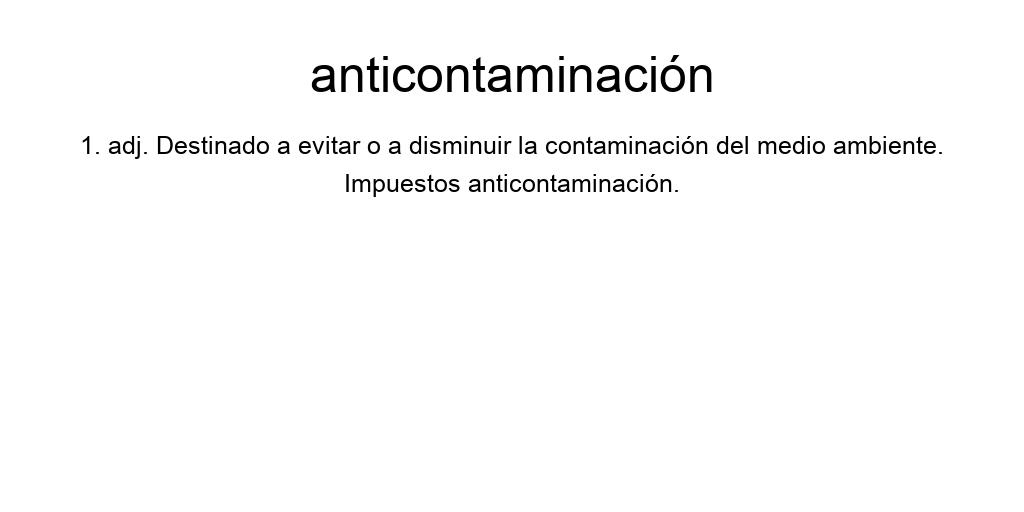 anticontaminación
1. adj. Destinado a evitar o a disminuir la contaminación del medio ambiente.
Impuestos anticontaminación.